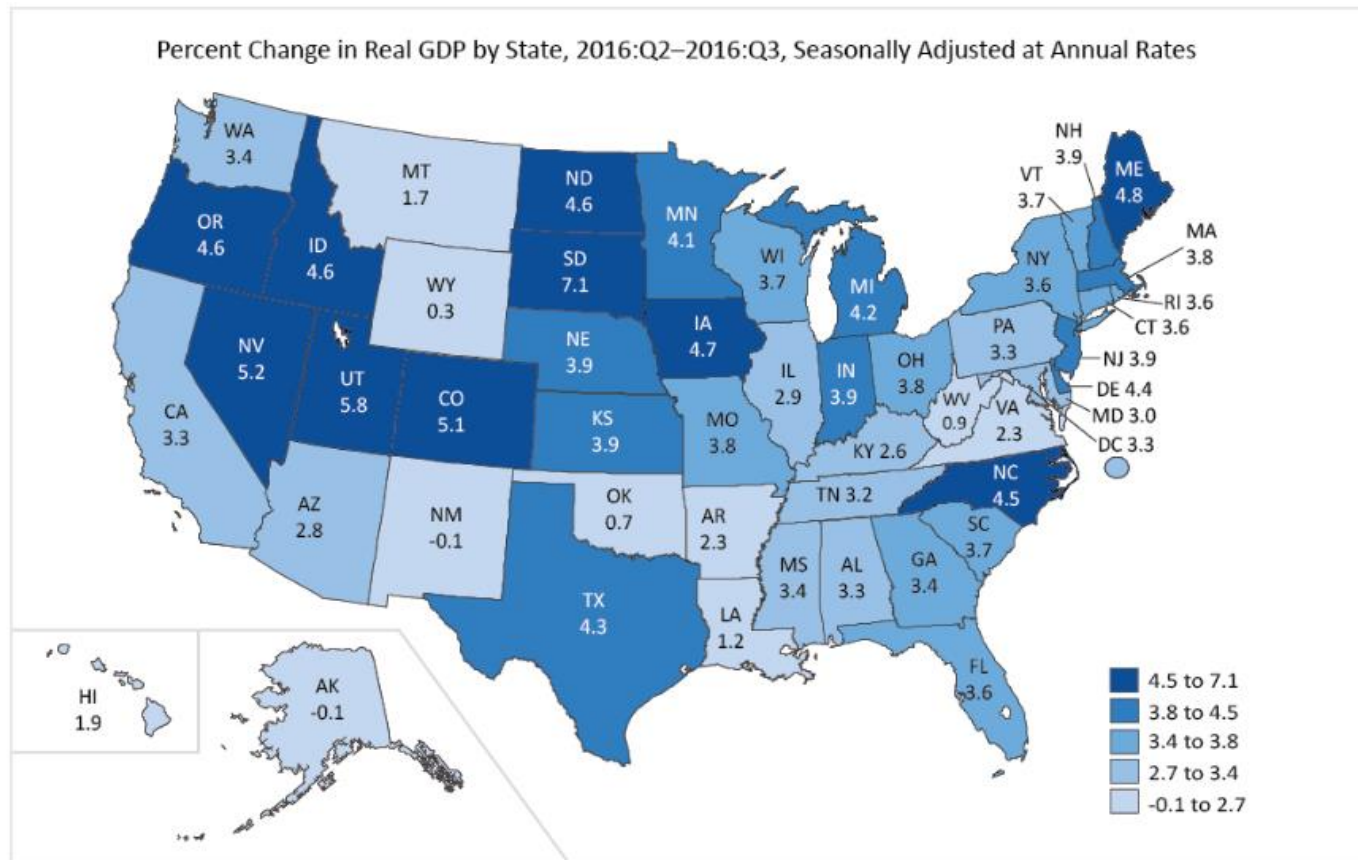 Percent Change in Real GDP by State, 2016:Q2–2016:Q3, Seasonally Adjusted at Annual Rates
WA
3.4
MT
1.7
ND
4.6
MN
4.1
NH
3.9
VT
3.7
ME
4.8
OR
4.6
ID
4.6
SD
7.1
WI
3.7
MI
4.2
NY
3.6
MA
3.8
RI 3.6
CT 3.6
WY
0.3
IA
4.7
PA
3.3
NJ 3.9
DE 4.4
MD 3.0
DC 3.3
NV
5.2
UT
5.8
CO
5.1
NE
3.9
IL
2.9
IN
3.9
OH
3.8
WV
0.9
VA
2.3
CA
3.3
KS
3.9
MO
3.8
KY 2.6
NC
4.5
AZ
2.8
NM
-0.1
OK
0.7
AR
2.3
TN 3.2
SC
3.7
TX
4.3
LA
1.2
MS
3.4
AL
3.3
GA
3.4
FL
3.6
HI
1.9
AK
-0.1
4.5 to 7.1
3.8 to 4.5
3.4 to 3.8
2.7 to 3.4
-0.1 to 2.7